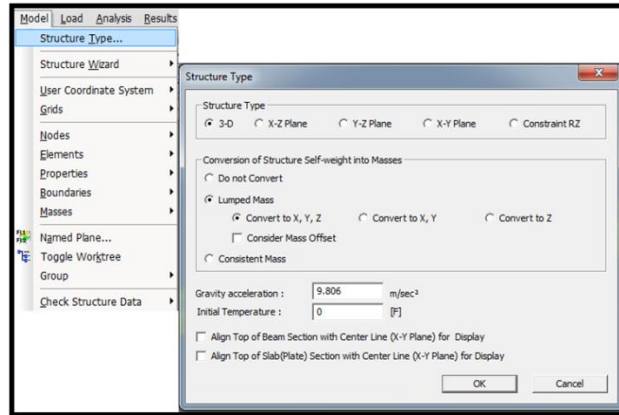 Model Load Analysis Results
Structure Type...
Structure Wizard
User Coordinate System
Grids
Nodes
Elements
Properties
Boundaries
Masses
Named Plane...
Toggle Worktree
Group
Check Structure Data
Structure Type
Structure Type
3-D X-Z Plane Y-Z Plane X-Y Plane Constraint RZ
Conversion of Structure Self-weight into Masses
Do not Convert
Lumped Mass
Convert to X, Y, Z Convert to X, Y Convert to Z
Consider Mass Offset
Consistent Mass
Gravity acceleration : 9.806 m/sec²
Initial Temperature : 0 [F]
Align Top of Beam Section with Center Line (X-Y Plane) for Display
Align Top of Slab(Plate) Section with Center Line (X-Y Plane) for Display
OK Cancel